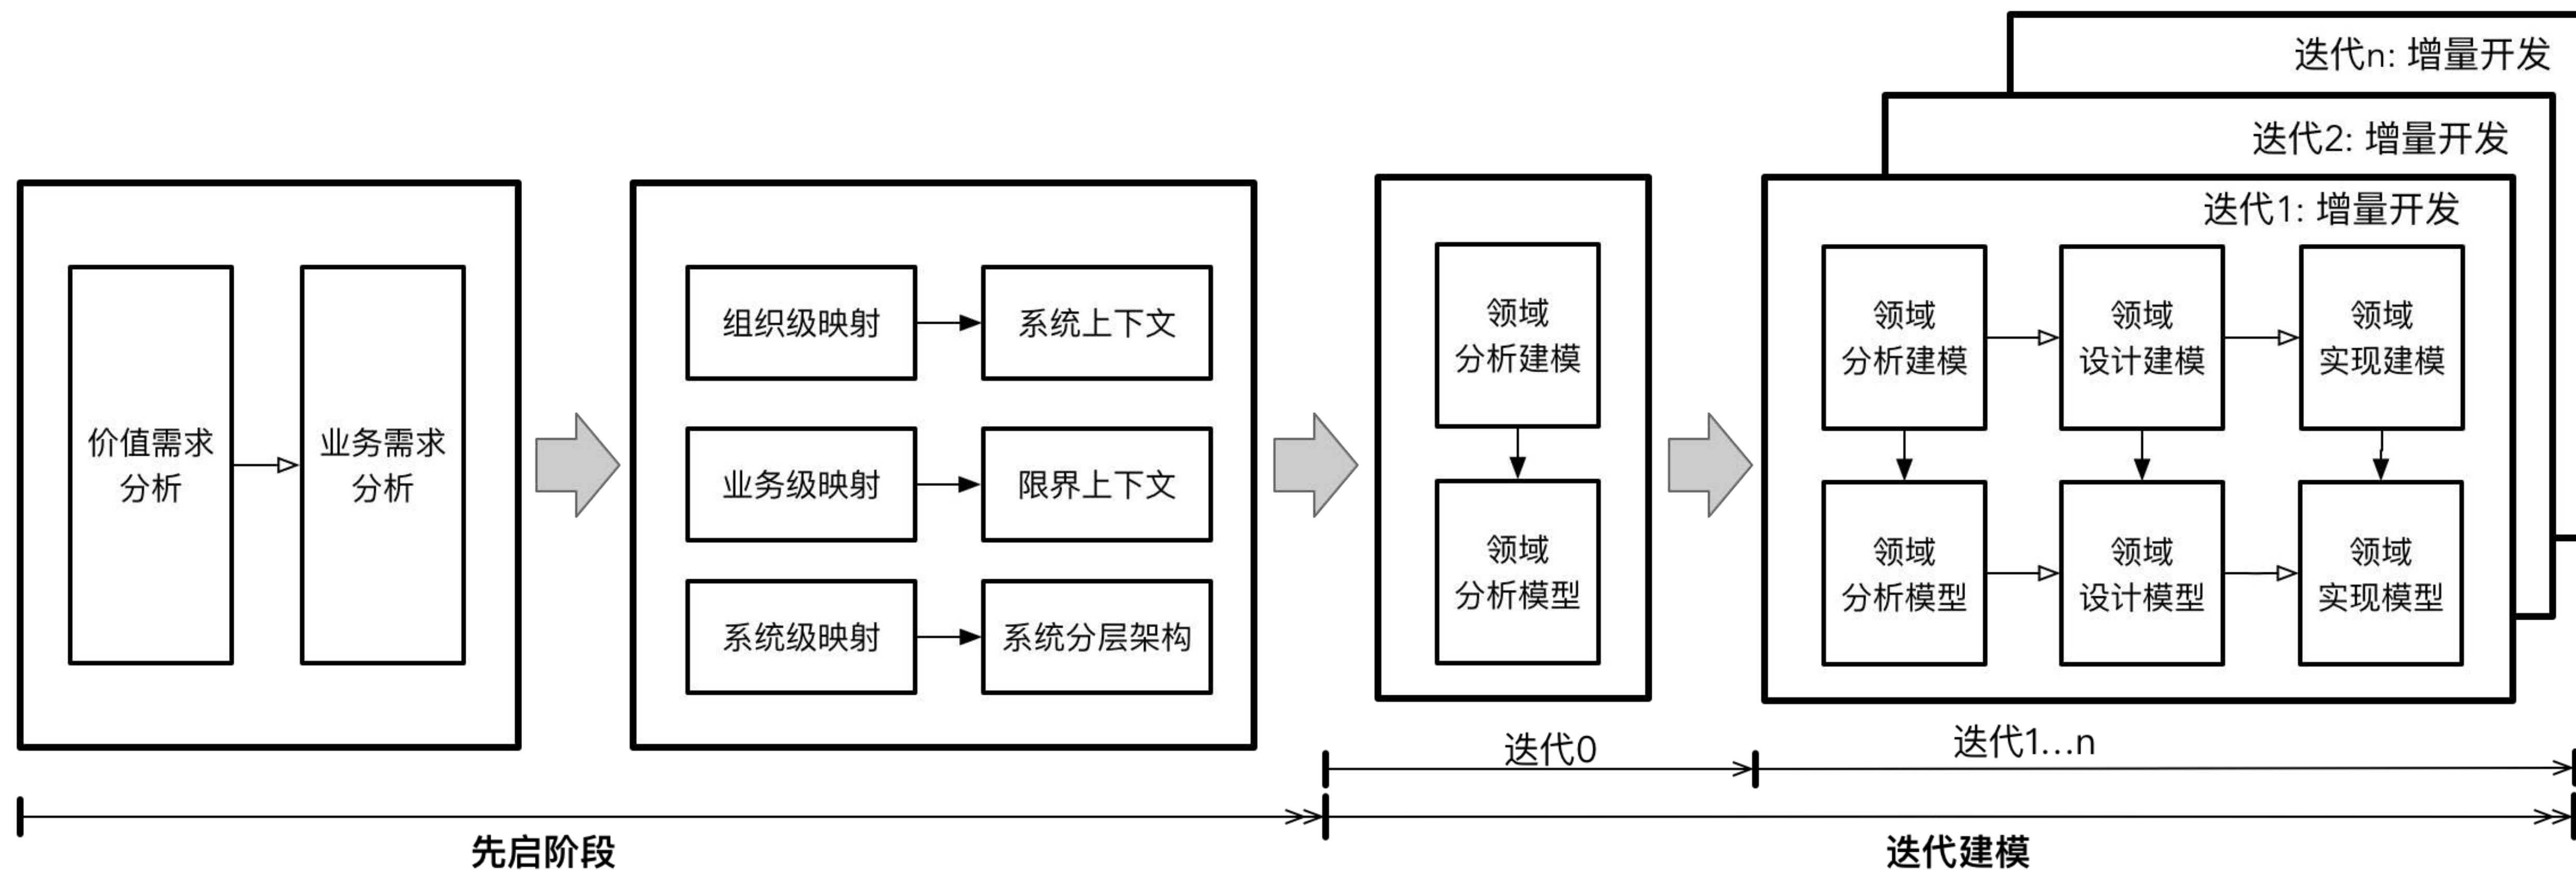 迭代n: 增量开发
迭代2: 增量开发
迭代1: 增量开发
价值需求
分析
业务需求
分析
组织级映射
系统上下文
业务级映射
限界上下文
系统级映射
系统分层架构
领域
分析建模
领域
分析模型
领域
分析建模
领域
设计建模
领域
实现建模
领域
分析模型
领域
设计模型
领域
实现模型
迭代0
迭代1...n
先启阶段
迭代建模